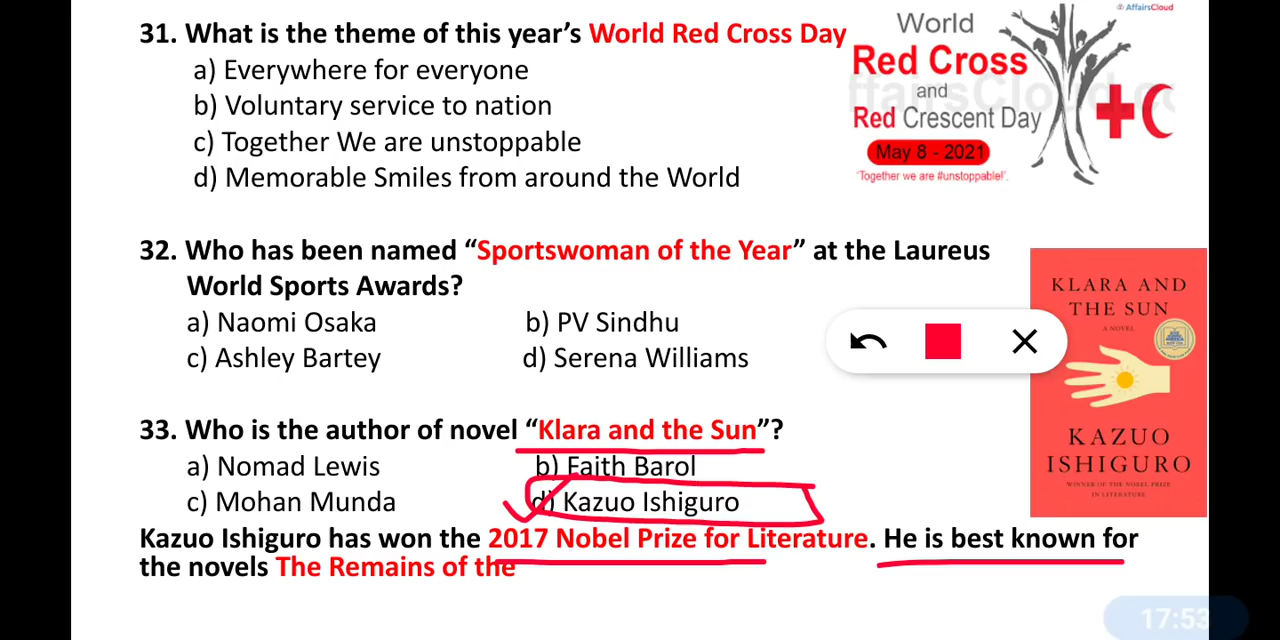 © AffairsCloud
31. What is the theme of this year's World Red Cross Day
a) Everywhere for everyone
b) Voluntary service to nation
c) Together We are unstoppable
d) Memorable Smiles from around the World
World
Red Cross
and
Red Crescent Day
May 8 - 2021
'Together we are #unstoppable!'.
32. Who has been named “Sportswoman of the Year” at the Laureus
World Sports Awards?
a) Naomi Osaka b) PV Sindhu
c) Ashley Bartey d) Serena Williams
KLARA AND
THE SUN
A NOVEL
KAZUO
ISHIGURO
WINNER OF THE NOBEL PRIZE
IN LITERATURE
33. Who is the author of novel “Klara and the Sun”?
a) Nomad Lewis b) Faith Barol
c) Mohan Munda d) Kazuo Ishiguro
Kazuo Ishiguro has won the 2017 Nobel Prize for Literature. He is best known for
the novels The Remains of the
17:53